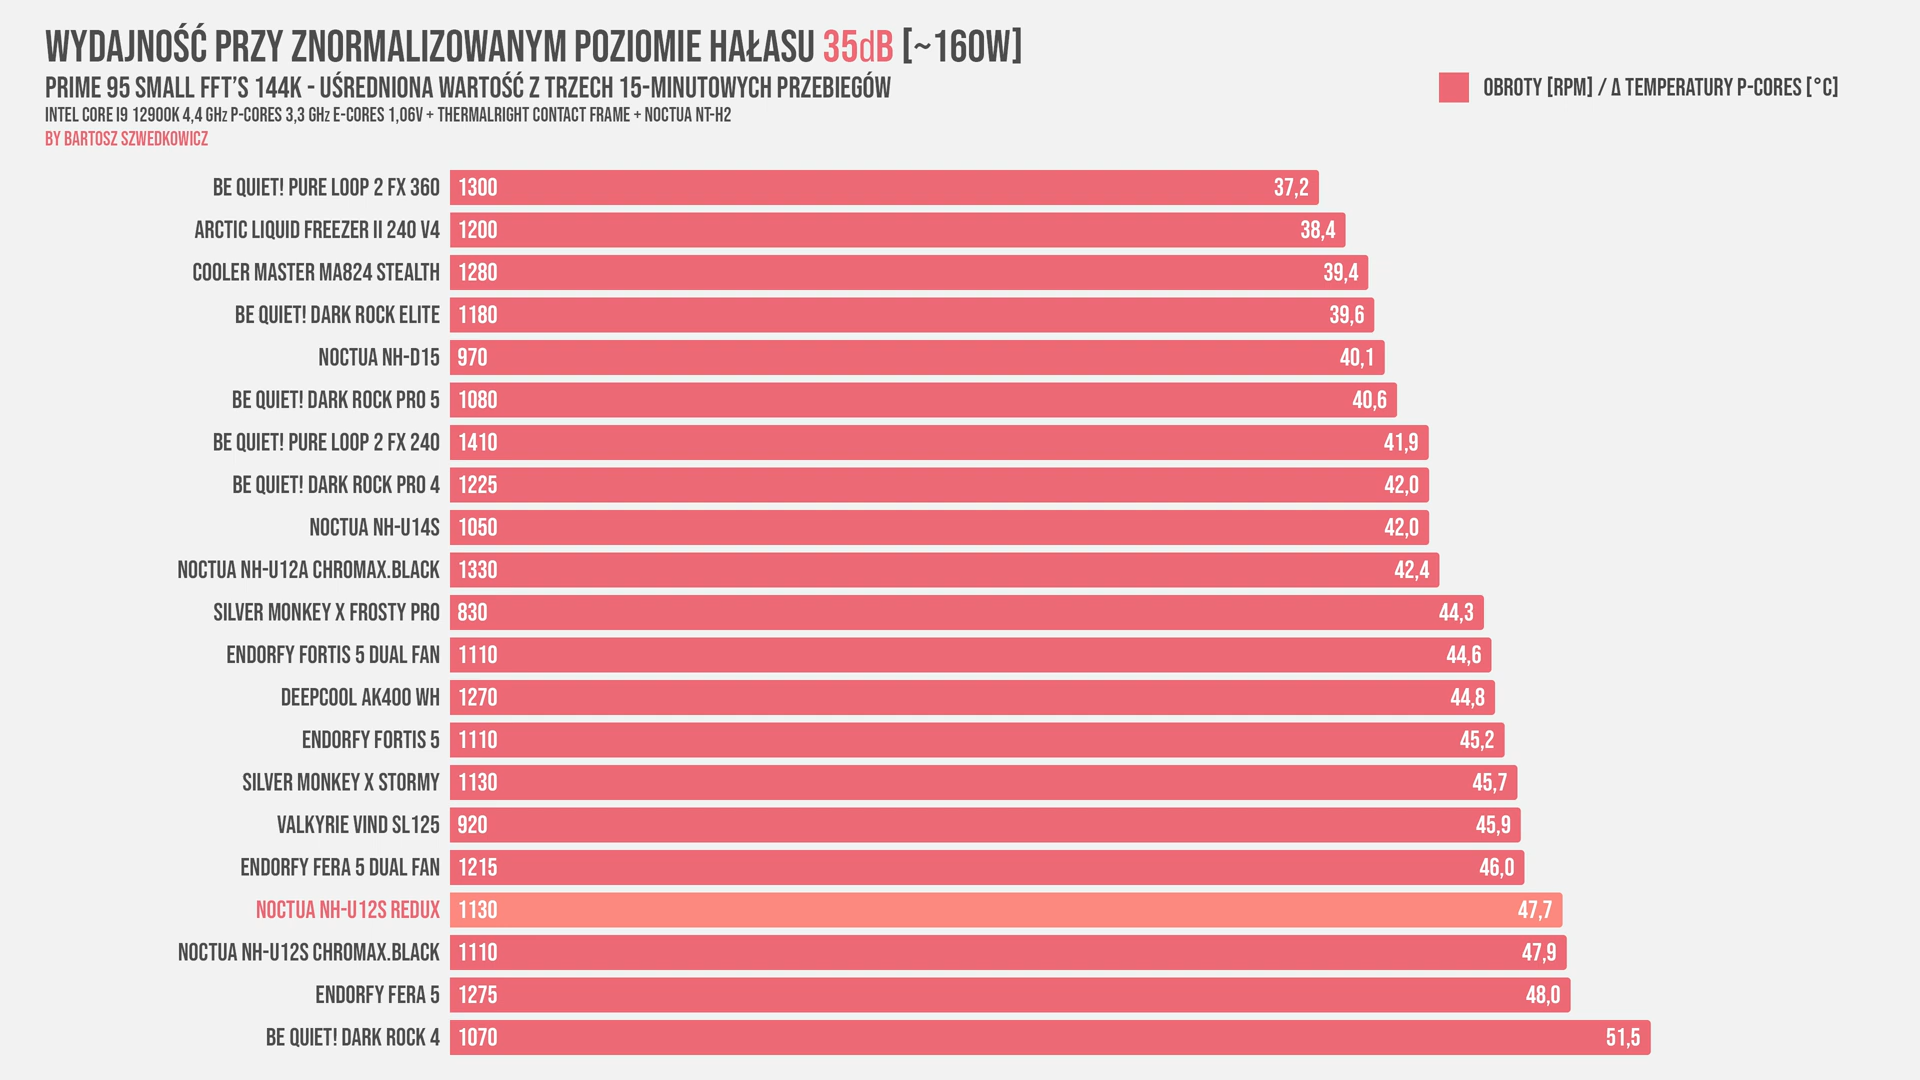 WYDAJNOŚĆ PRZY ZNORMALIZOWANYM POZIOMIE HAŁASU 35dB [~160W]
PRIME 95 SMALL FFT'S 144K - UŚREDNIONA WARTOŚĆ Z TRZECH 15-MINUTOWYCH PRZEBIEGÓW
INTEL CORE I9 12900K 4,4 GHz P-CORES 3,3 GHz E-CORES 1,06V + THERMALRIGHT CONTACT FRAME + NOCTUA NT-H2
BY BARTOSZ SZWEDKOWICZ
OBROTY [RPM] / Δ TEMPERATURY P-CORES [°C]
BE QUIET! PURE LOOP 2 FX 360 1300 37,2
ARCTIC LIQUID FREEZER II 240 V4 1200 38,4
COOLER MASTER MA824 STEALTH 1280 39,4
BE QUIET! DARK ROCK ELITE 1180 39,6
NOCTUA NH-D15 970 40,1
BE QUIET! DARK ROCK PRO 5 1080 40,6
BE QUIET! PURE LOOP 2 FX 240 1410 41,9
BE QUIET! DARK ROCK PRO 4 1225 42,0
NOCTUA NH-U14S 1050 42,0
NOCTUA NH-U12A CHROMAX.BLACK 1330 42,4
SILVER MONKEY X FROSTY PRO 830 44,3
ENDORFY FORTIS 5 DUAL FAN 1110 44,6
DEEPCOOL AK400 WH 1270 44,8
ENDORFY FORTIS 5 1110 45,2
SILVER MONKEY X STORMY 1130 45,7
VALKYRIE VIND SL125 920 45,9
ENDORFY FERA 5 DUAL FAN 1215 46,0
NOCTUA NH-U12S REDUX 1130 47,7
NOCTUA NH-U12S CHROMAX.BLACK 1110 47,9
ENDORFY FERA 5 1275 48,0
BE QUIET! DARK ROCK 4 1070 51,5